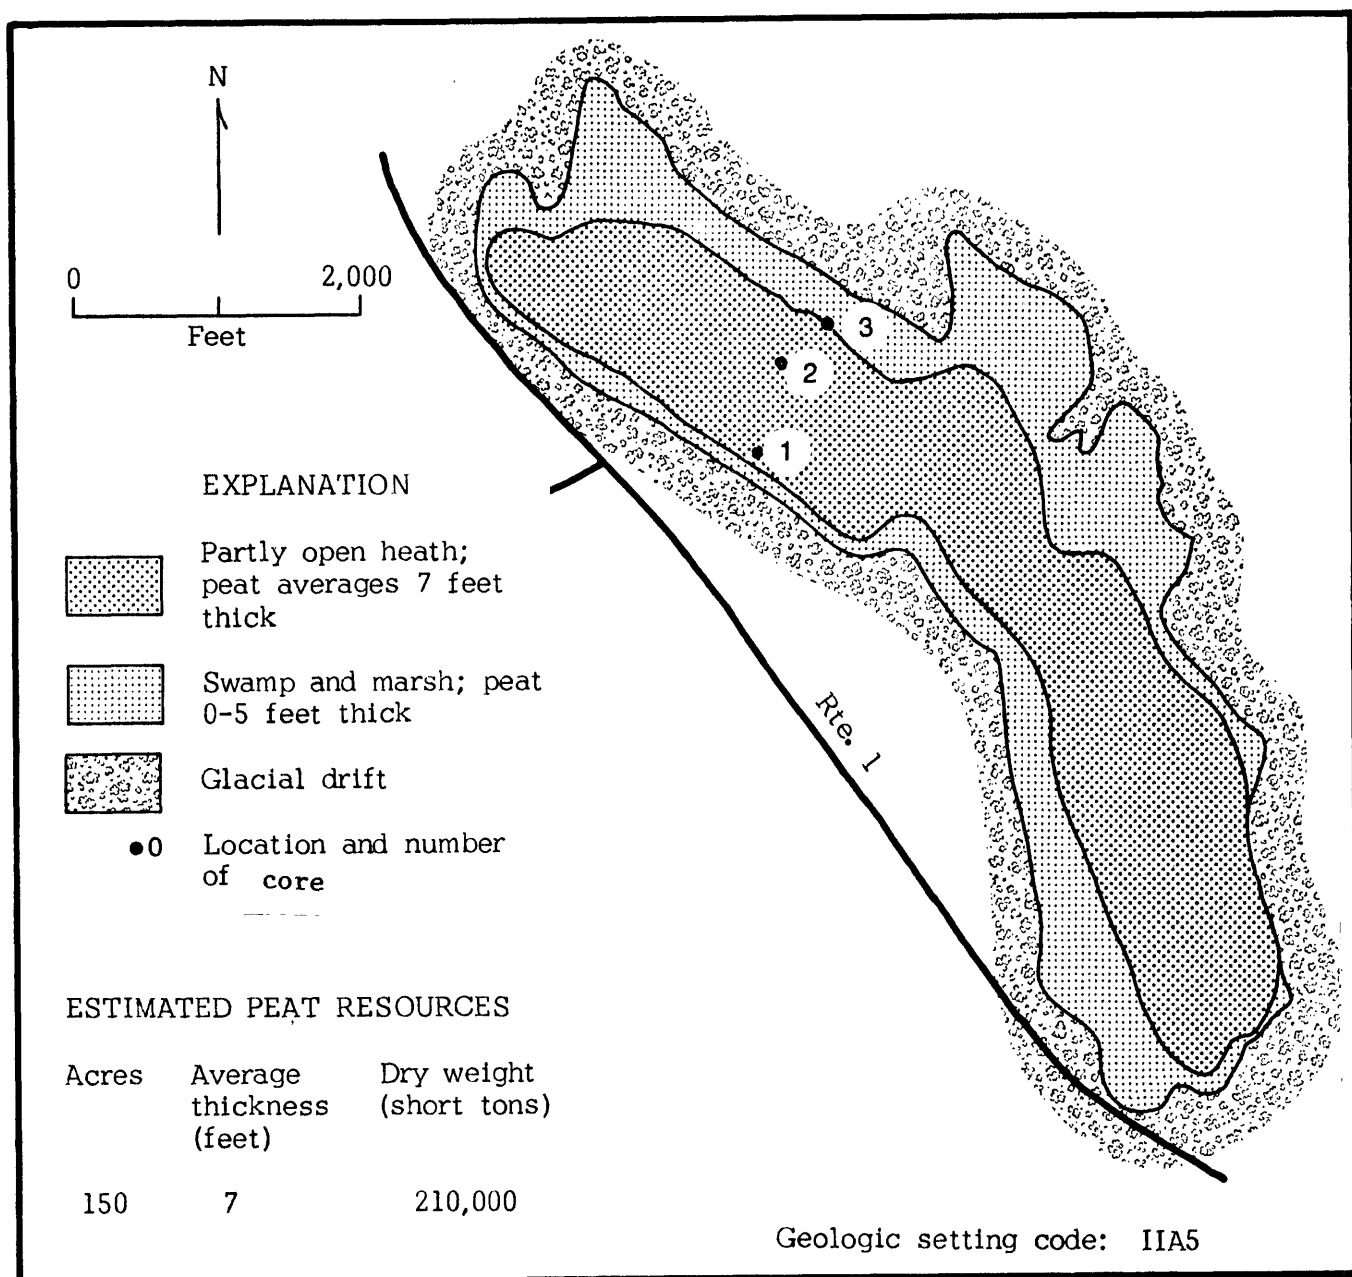 N
0 2,000
Feet
3
2
1
EXPLANATION
Partly open heath;
peat averages 7 feet
thick
Swamp and marsh; peat
0-5 feet thick
Glacial drift
0 Location and number
of core
Rte. 1
ESTIMATED PEAT RESOURCES
Acres Average Dry weight
thickness (short tons)
(feet)
150 7 210,000
Geologic setting code: IIA5